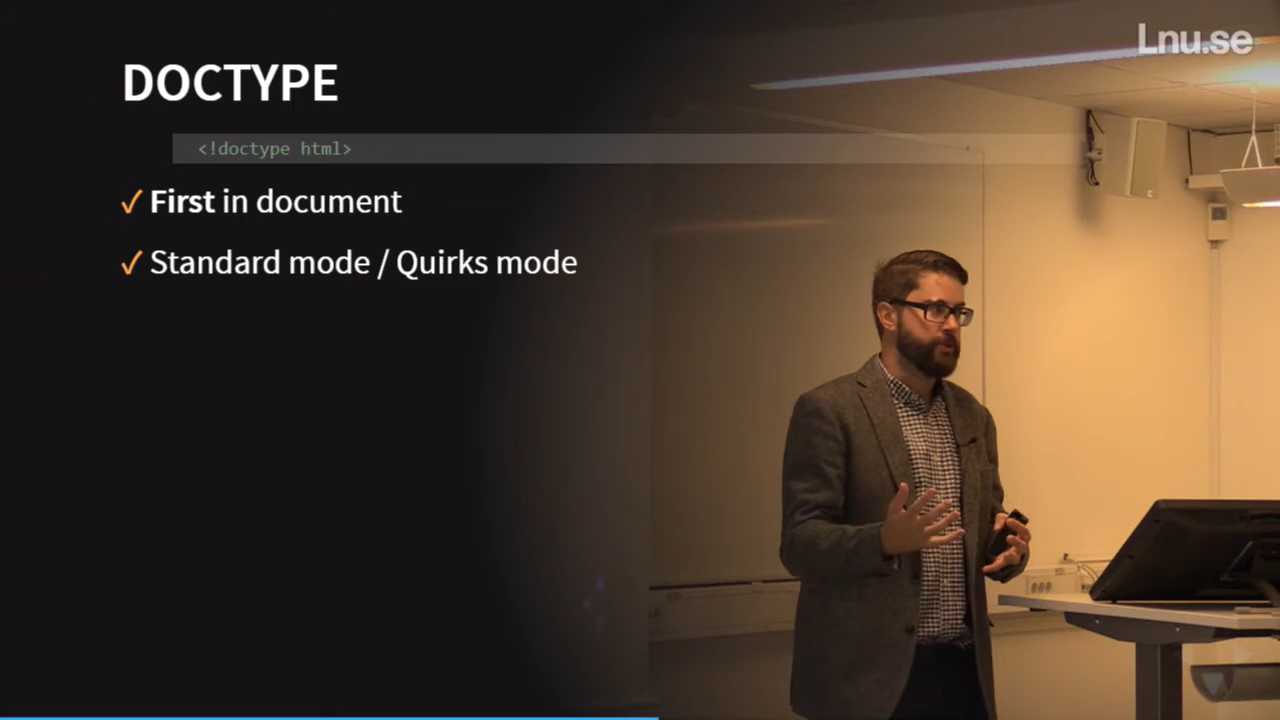 Lnu.se
DOCTYPE
<!doctype html>
✓ First in document
✓ Standard mode / Quirks mode